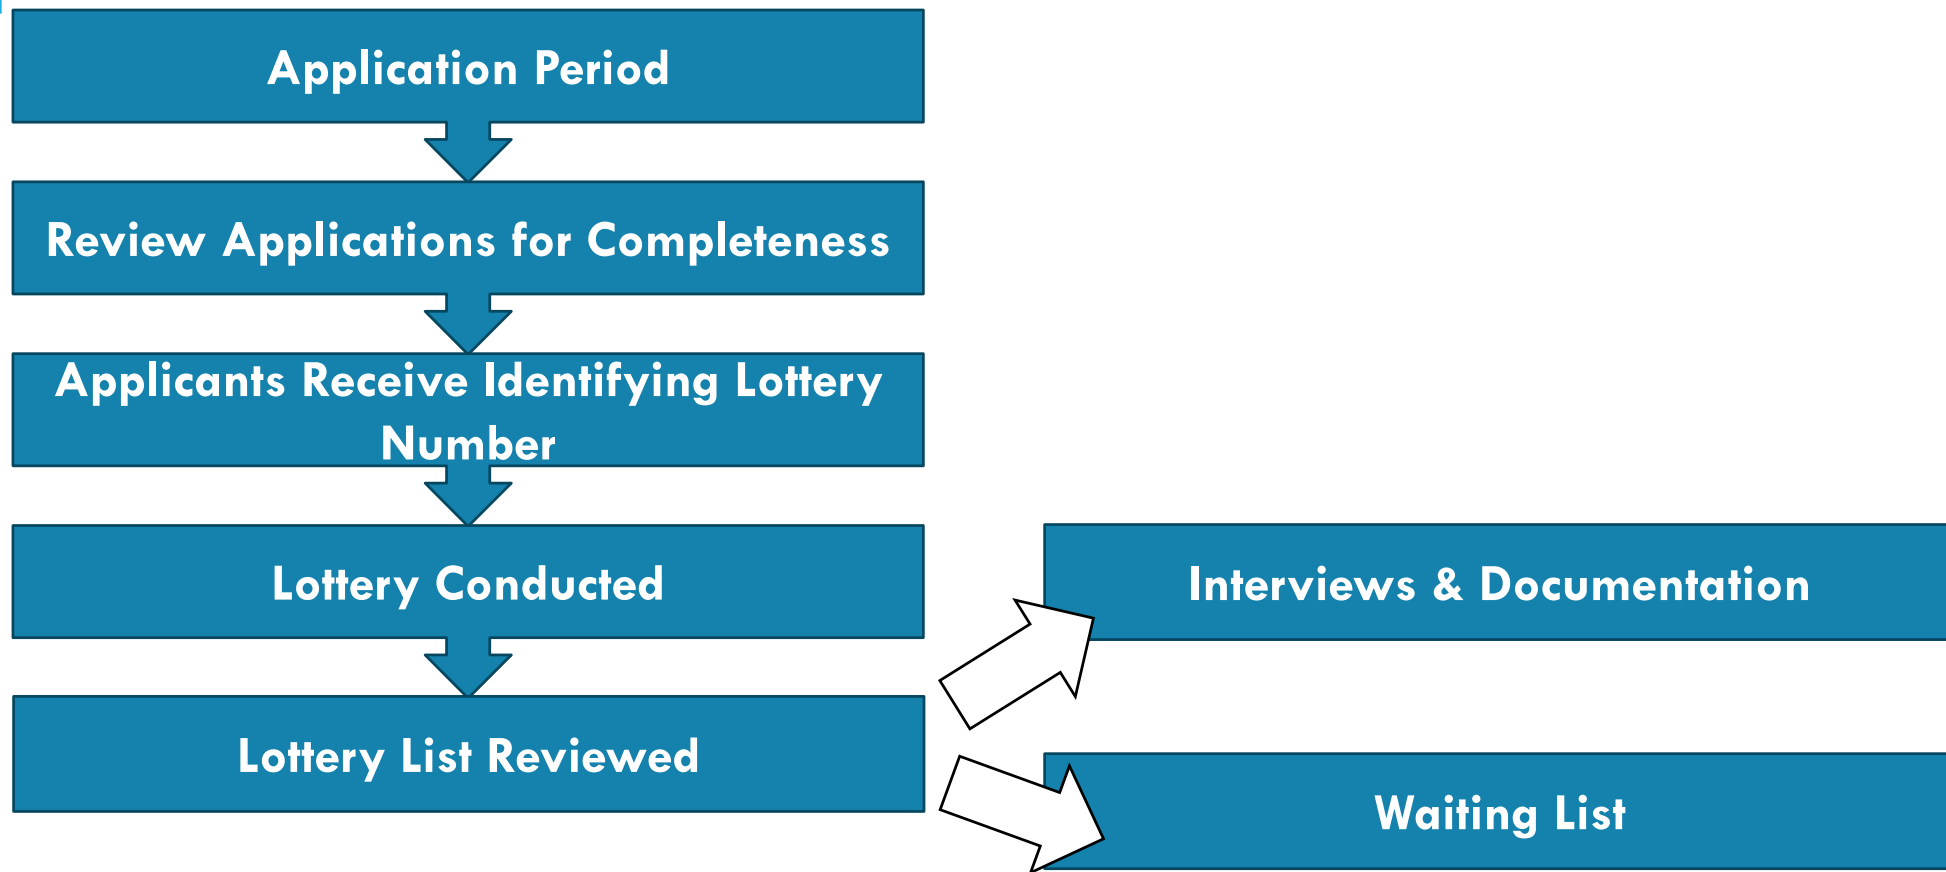 Application Period
Review Applications for Completeness
Applicants Receive Identifying Lottery
Number
Lottery Conducted
Lottery List Reviewed
Interviews & Documentation
Waiting List